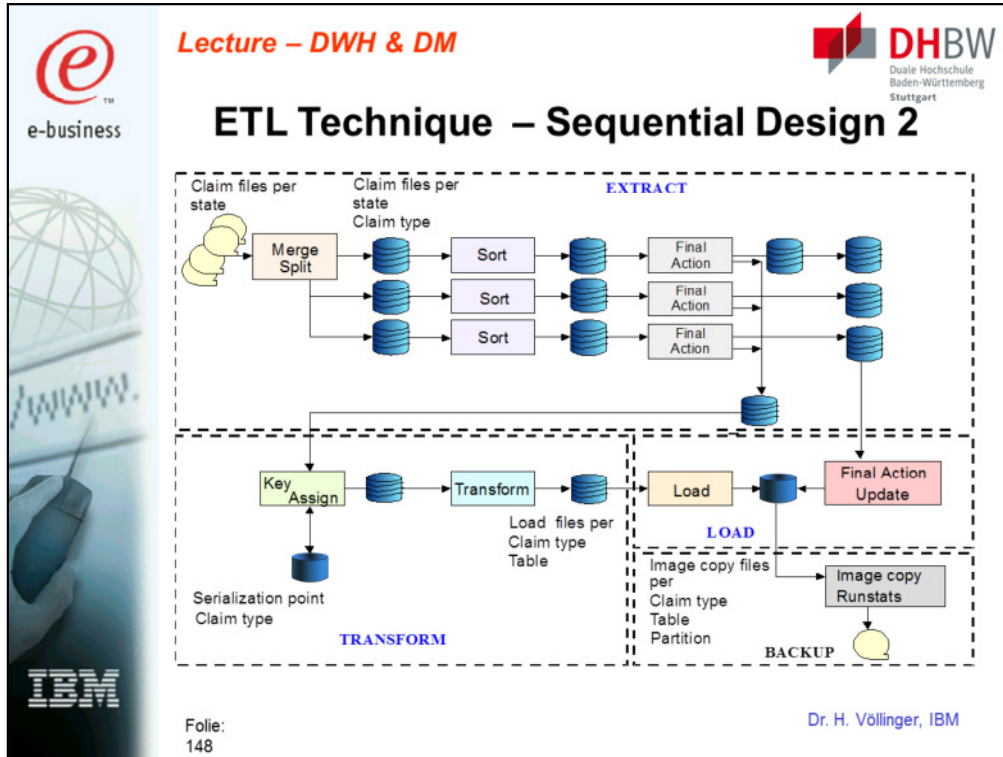 e
TM
e-business
Lecture – DWH & DM
DHBW
Duale Hochschule
Baden-Württemberg
Stuttgart
ETL Technique – Sequential Design 2
Claim files per
state
Claim files per
state
Claim type
EXTRACT
Merge
Split
Sort
Final
Action
Sort
Final
Action
Sort
Final
Action
Key
Assign
Transform
Load
Final Action
Update
Load files per
Claim type
Table
LOAD
Serialization point
Claim type
TRANSFORM
Image copy files
per
Claim type
Table
Partition
Image copy
Runstats
BACKUP
IBM
Folie:
148
Dr. H. Völlinger, IBM